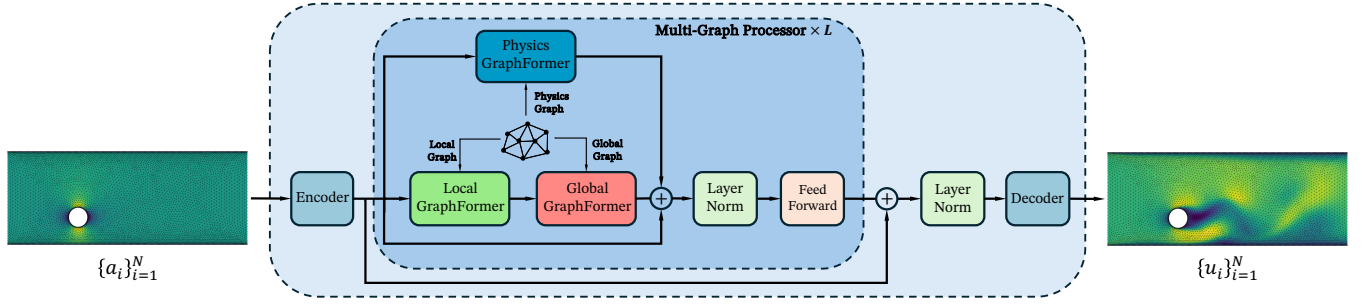 Multi-Graph Processor × L
Physics
GraphFormer
Physics
Graph
Local
Graph
Global
Graph
Encoder
Local
GraphFormer
Global
GraphFormer
Layer
Norm
Feed
Forward
Layer
Norm
Decoder
{a_i}_{i=1}^N
{u_i}_{i=1}^N